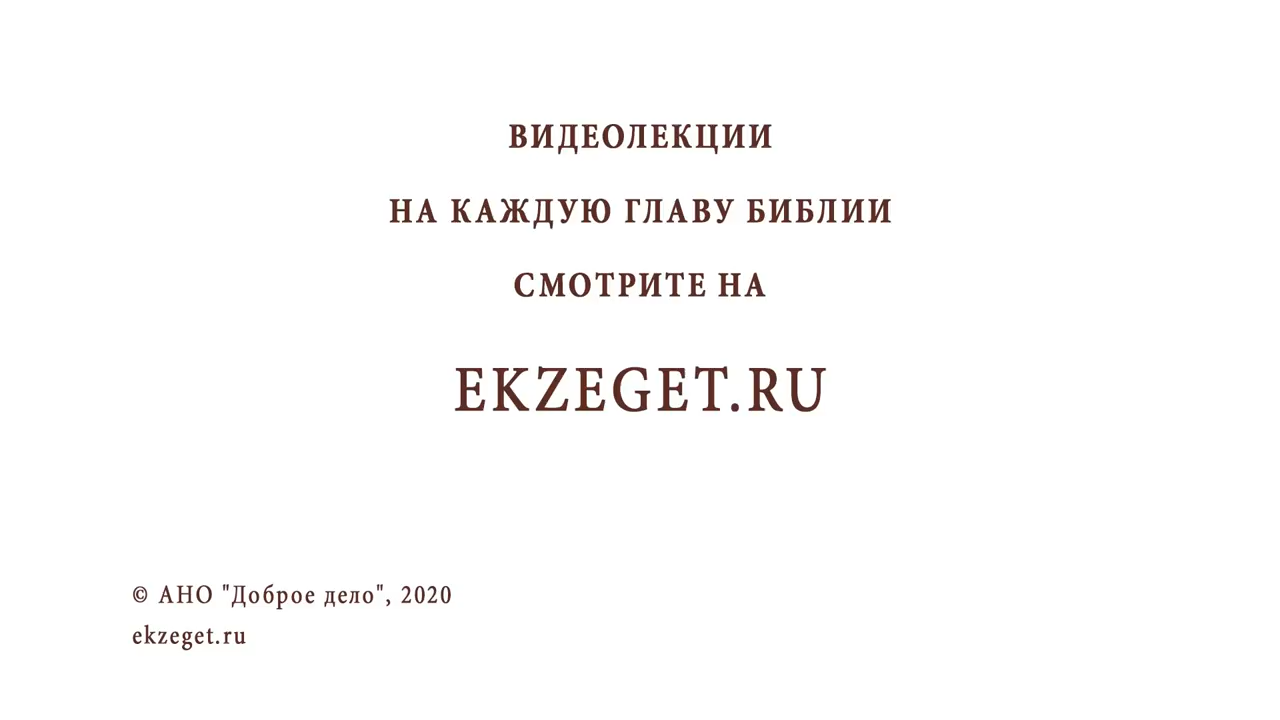 ВИДЕОЛЕКЦИИ
НА КАЖДУЮ ГЛАВУ БИБЛИИ
СМОТРИТЕ НА
EKZEGET.RU
© АНО "Доброе дело", 2020
ekzeget.ru